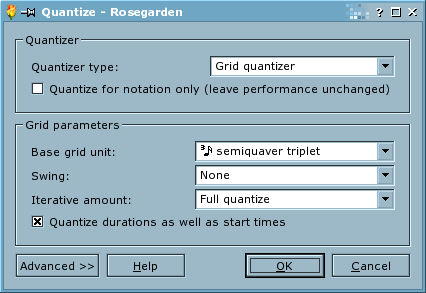 Quantize - Rosegarden
Quantizer
Quantizer type: Grid quantizer
Quantize for notation only (leave performance unchanged)
Grid parameters
Base grid unit: semiquaver triplet
Swing: None
Iterative amount: Full quantize
Quantize durations as well as start times
Advanced >> Help OK Cancel